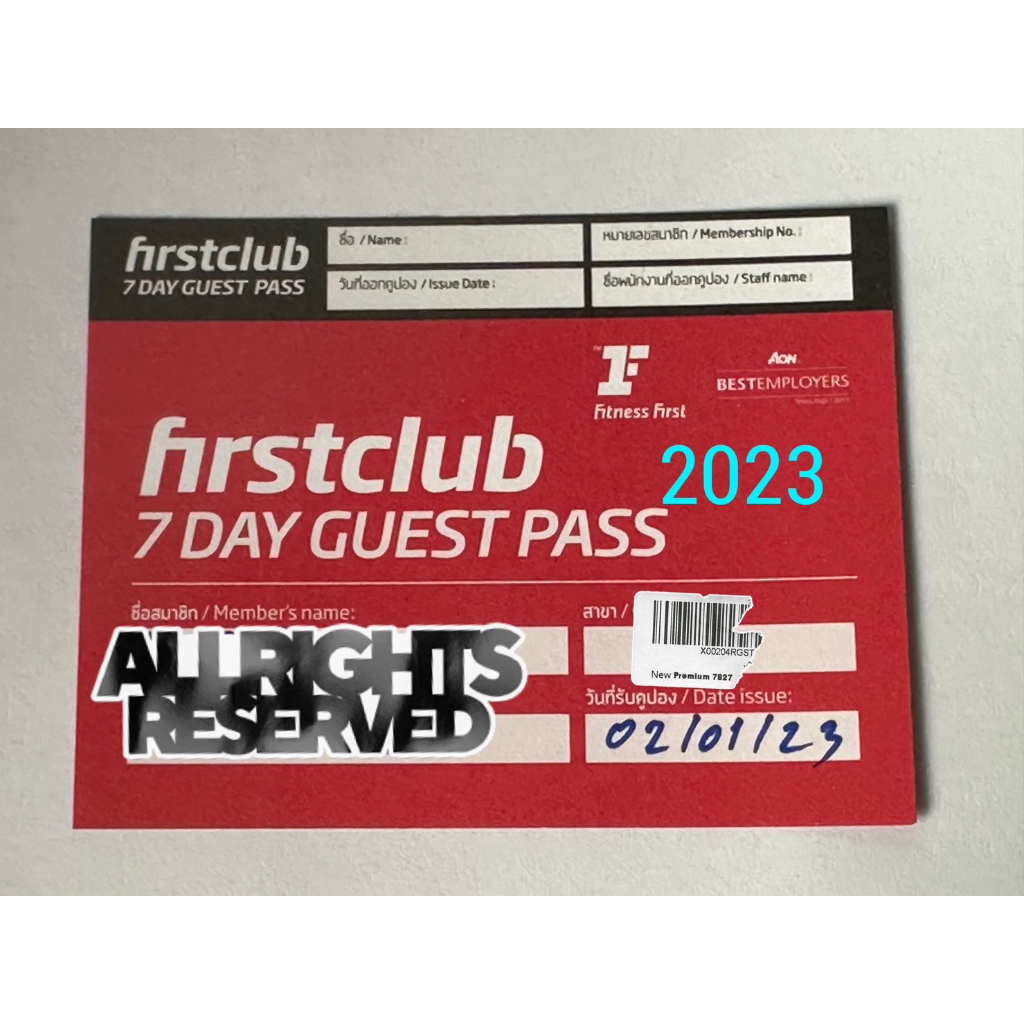 firstclub
7 DAY GUEST PASS
ชื่อ / Name :
หมายเลขสมาชิก / Membership No. :
วันที่ออกคูปอง / Issue Date :
ชื่อพนักงานที่ออกคูปอง / Staff name :
TM
Fitness First
AON
BESTEMPLOYERS
firstclub
2023
7 DAY GUEST PASS
ชื่อสมาชิก / Member's name:
สาขา /
X00204RGST
New Premium 7827
ALL RIGHTS
RESERVED
วันที่รับคูปอง / Date issue:
02/01/23